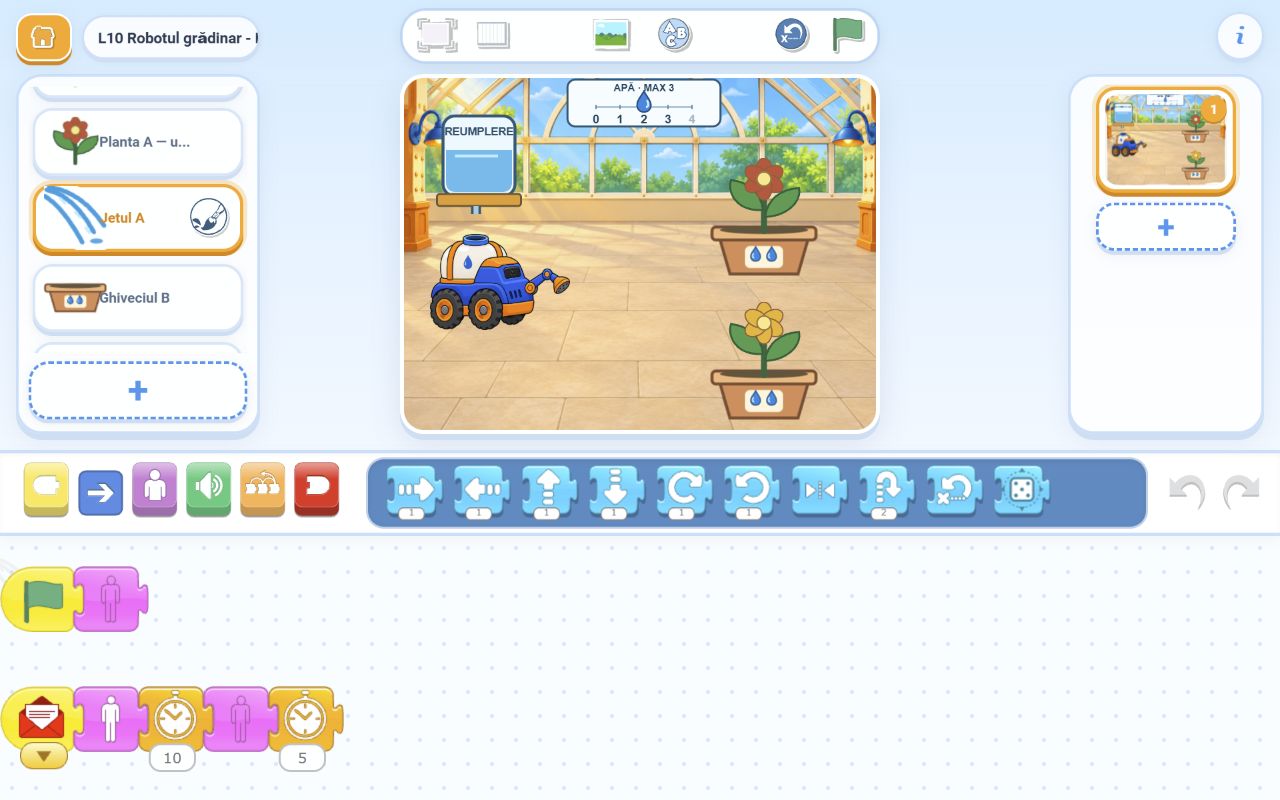 L10 Robotul grădinar -
i
Planta A – u...
Jetul A
Ghiveciul B
APĂ · MAX 3
0 1 2 3 4
REUMPLERE
1
1 1 1 1 1 1 2
10 5